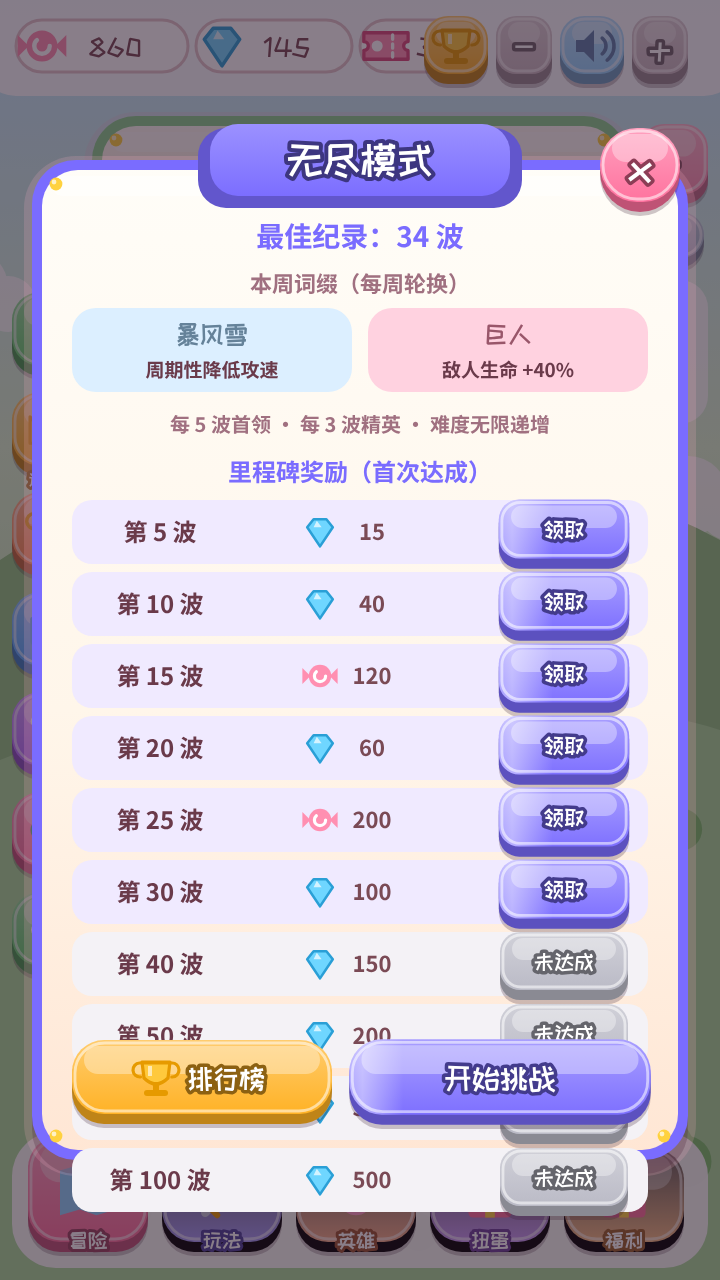 860
145
无尽模式
最佳纪录：34 波
本周词缀（每周轮换）
暴风雪
周期性降低攻速
巨人
敌人生命 +40%
每 5 波首领 · 每 3 波精英 · 难度无限递增
里程碑奖励（首次达成）
第 5 波 15 领取
第 10 波 40 领取
第 15 波 120 领取
第 20 波 60 领取
第 25 波 200 领取
第 30 波 100 领取
第 40 波 150 未达成
第 50 波 200 未达成
排行榜
开始挑战
第 100 波 500 未达成
冒险
玩法
英雄
扭蛋
福利